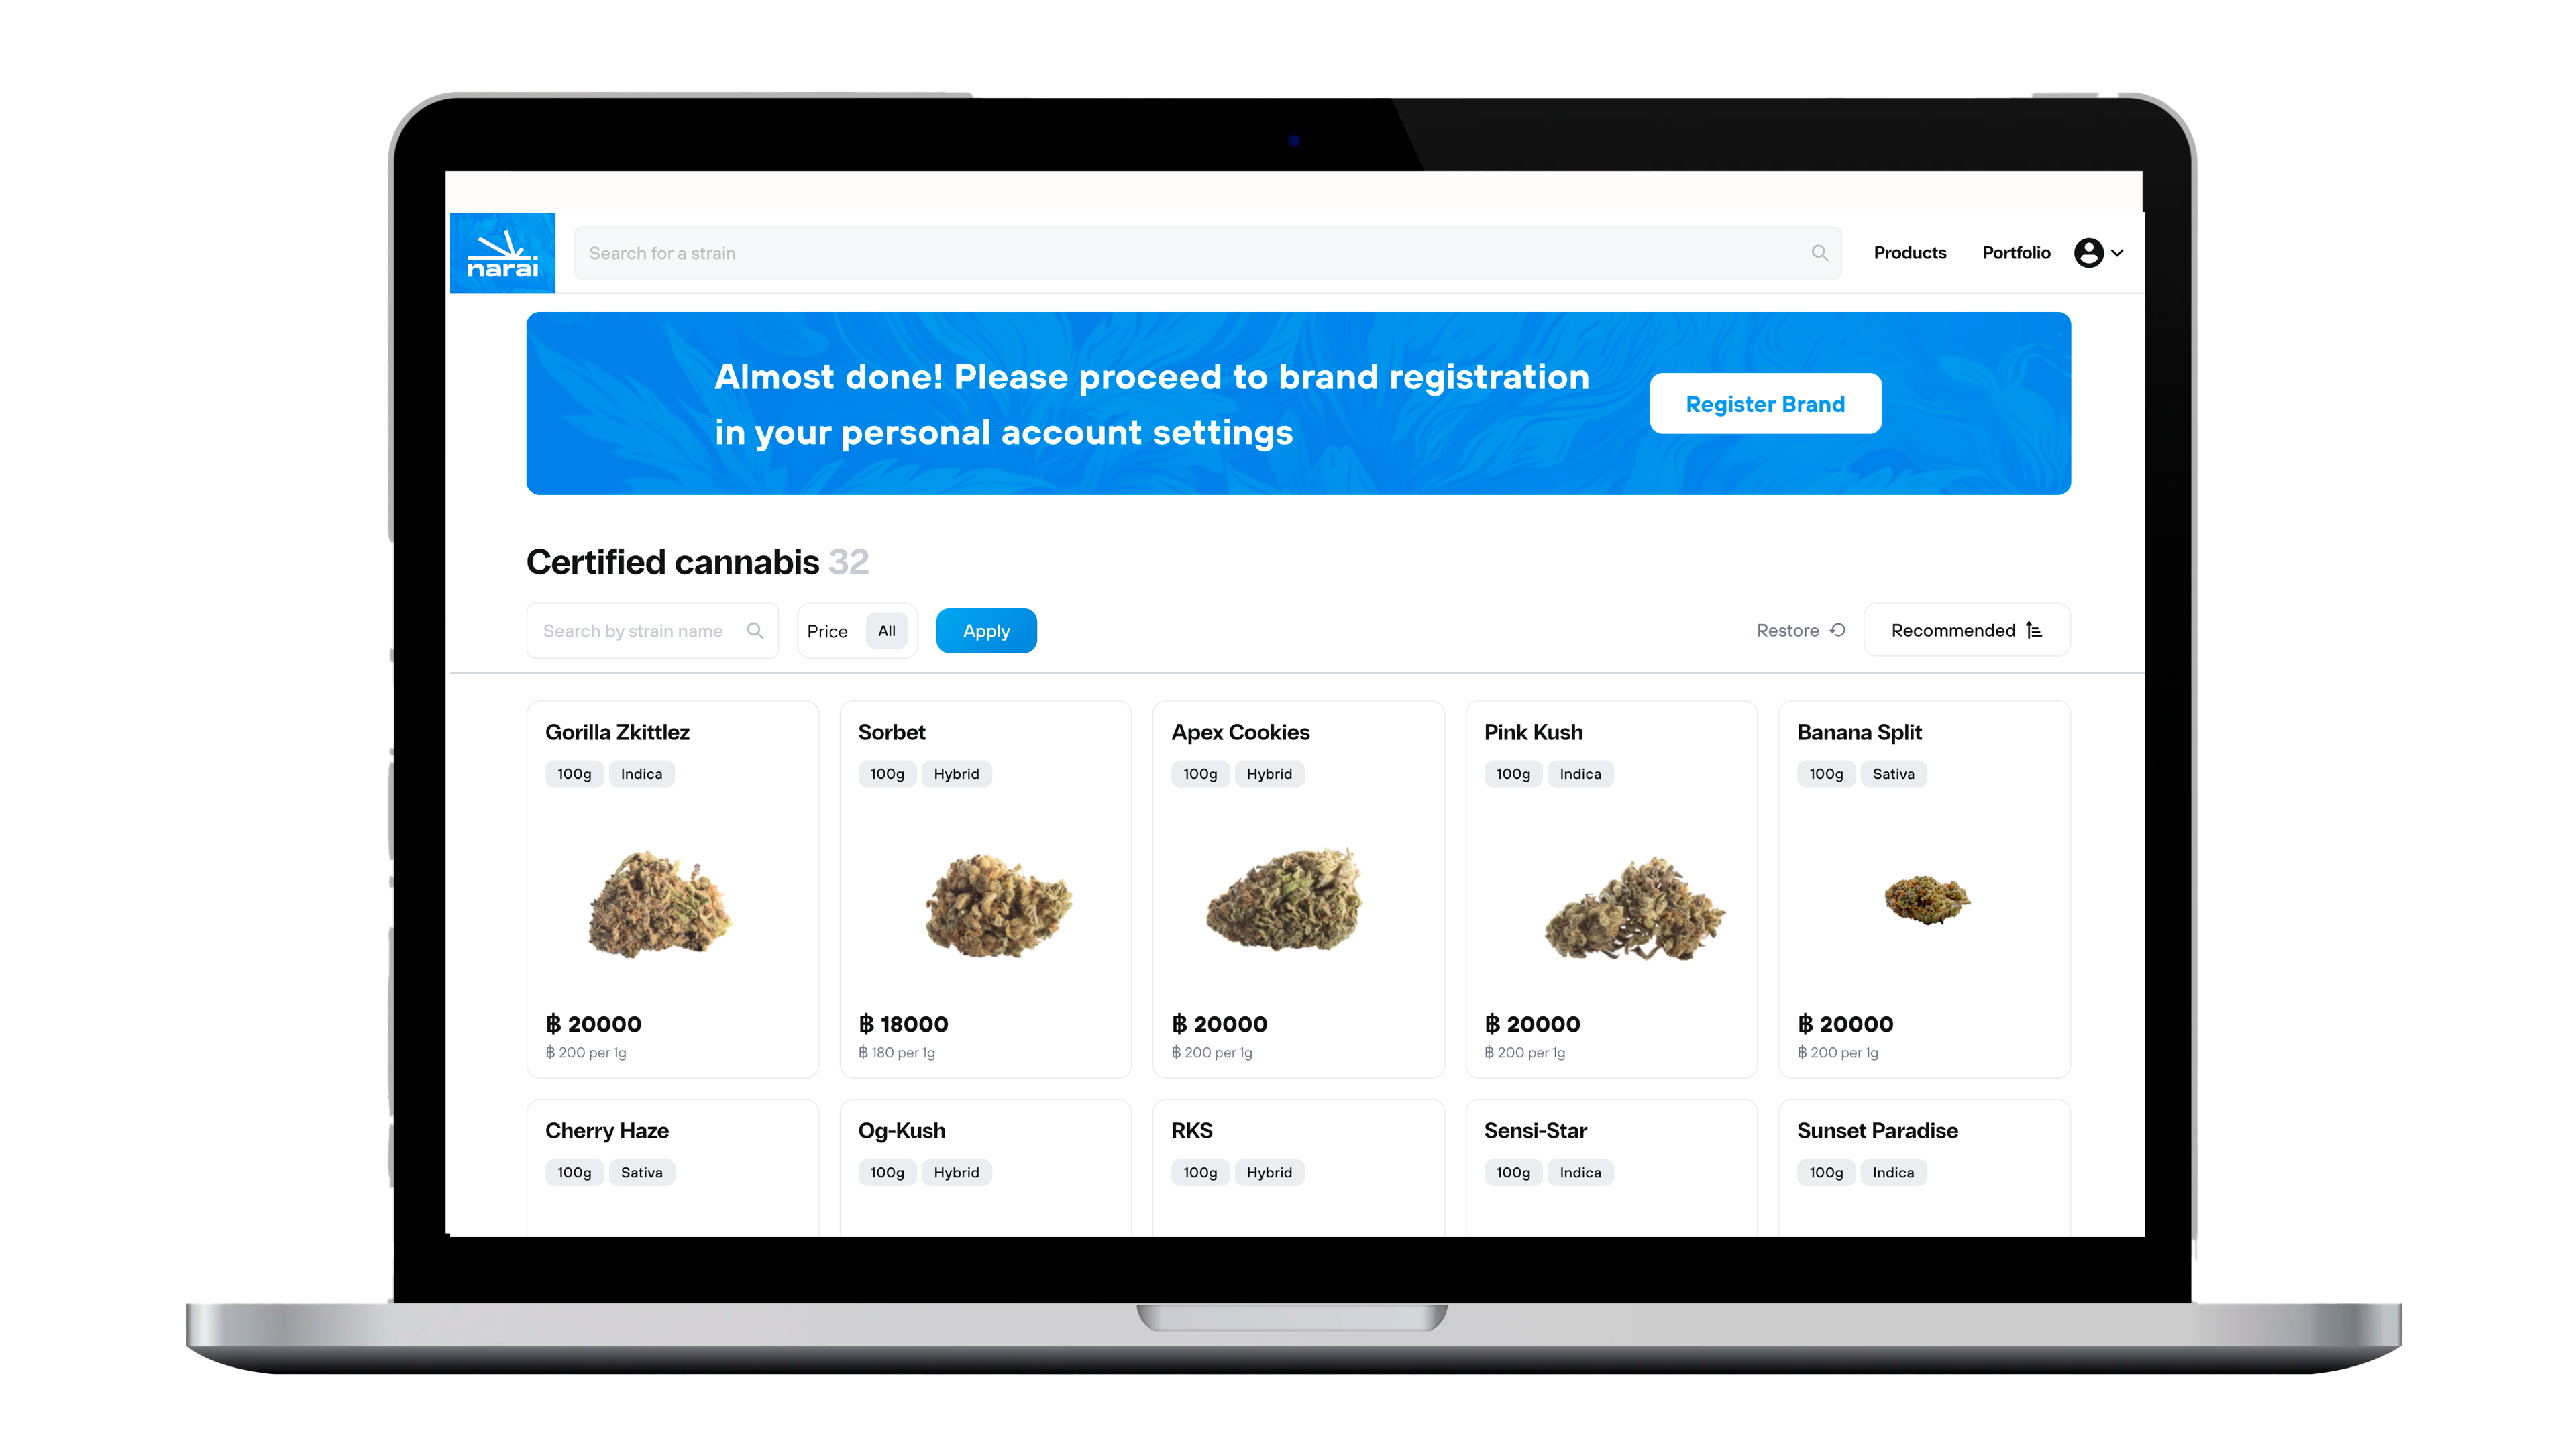 narai
Search for a strain
Products
Portfolio
Almost done! Please proceed to brand registration
in your personal account settings
Register Brand
Certified cannabis 32
Search by strain name
Price All
Apply
Restore
Recommended
Gorilla Zkittlez
100g Indica
฿ 20000
฿ 200 per 1g
Sorbet
100g Hybrid
฿ 18000
฿ 180 per 1g
Apex Cookies
100g Hybrid
฿ 20000
฿ 200 per 1g
Pink Kush
100g Indica
฿ 20000
฿ 200 per 1g
Banana Split
100g Sativa
฿ 20000
฿ 200 per 1g
Cherry Haze
100g Sativa
Og-Kush
100g Hybrid
RKS
100g Hybrid
Sensi-Star
100g Indica
Sunset Paradise
100g Indica